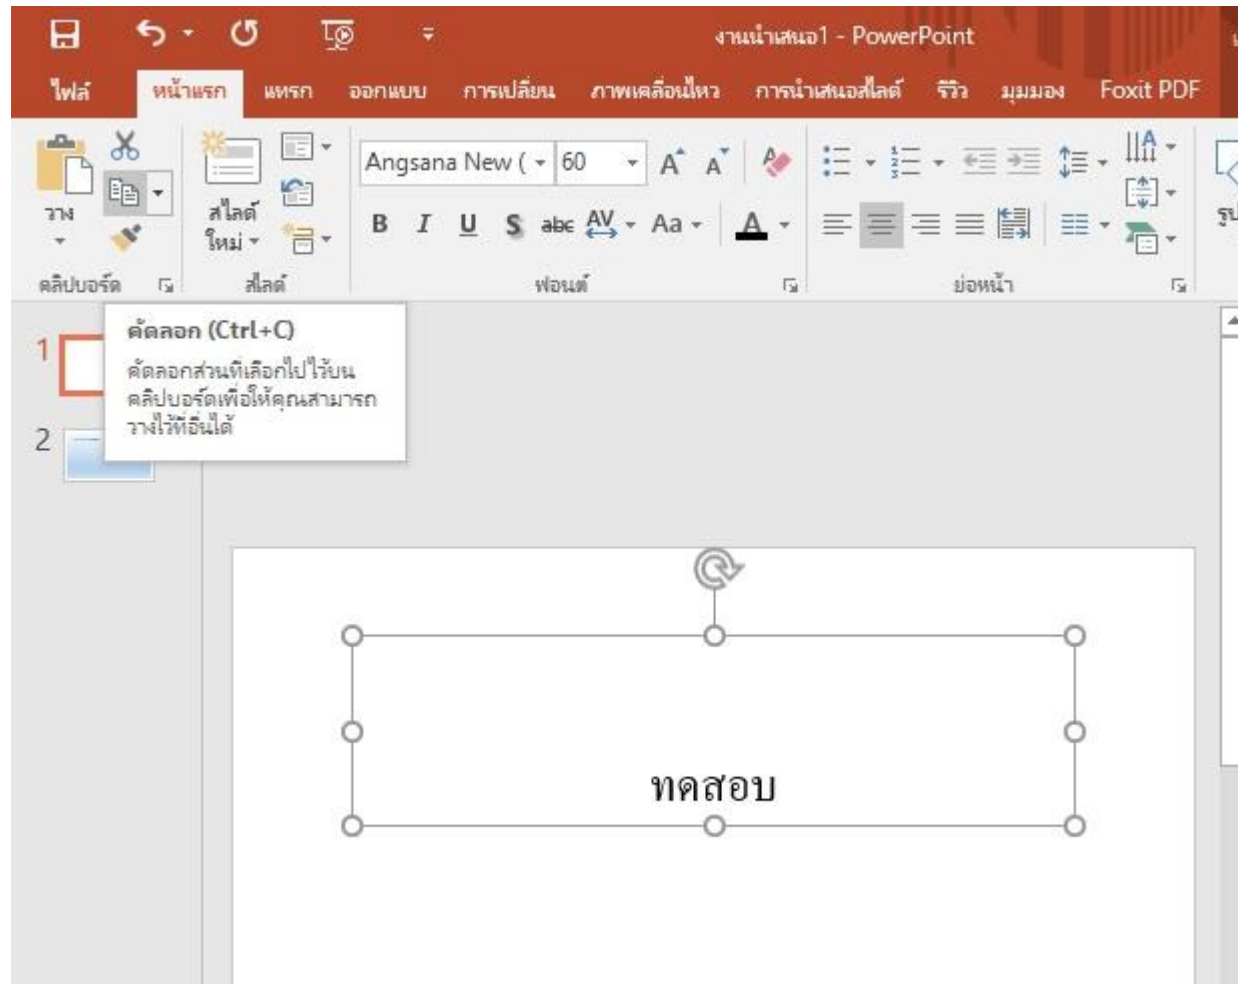 งานนำเสนอ1 - PowerPoint
ไฟล์ หน้าแรก แทรก ออกแบบ การเปลี่ยน ภาพเคลื่อนไหว การนำเสนอสไลด์ รีวิว มุมมอง Foxit PDF
Angsana New ( 60 A A
วาง
สไลด์
ใหม่
B I U S abc AV Aa A
คลิปบอร์ด สไลด์ ฟอนต์ ย่อหน้า
คัดลอก (Ctrl+C)
คัดลอกส่วนที่เลือกไปไว้บน
คลิปบอร์ดเพื่อให้คุณสามารถ
วางไว้ที่อื่นได้
1
2
ทดสอบ